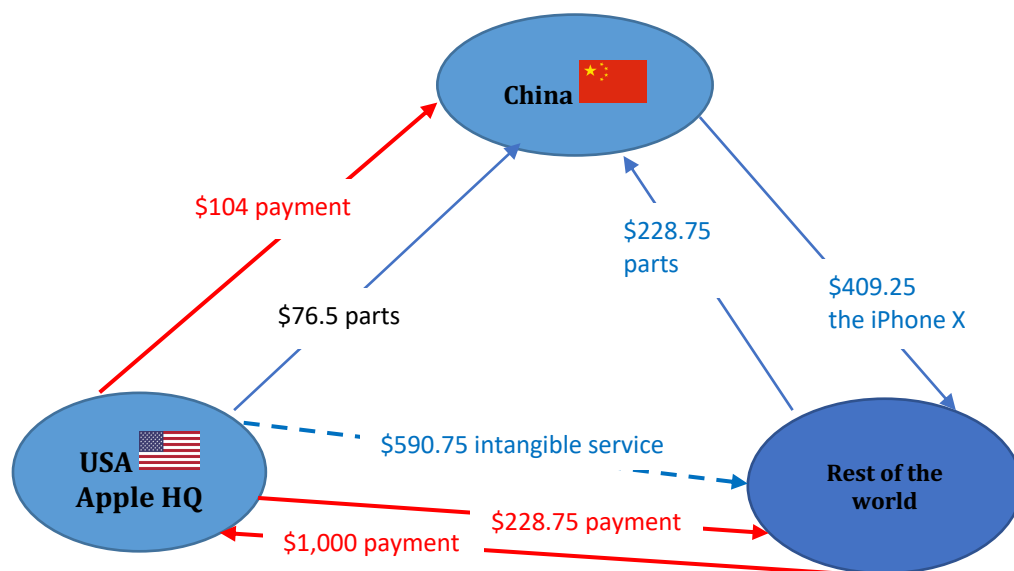 China
$104 payment
$228.75
parts
$409.25
the iPhone X
$76.5 parts
USA
Apple HQ
$590.75 intangible service
Rest of the
world
$228.75 payment
$1,000 payment